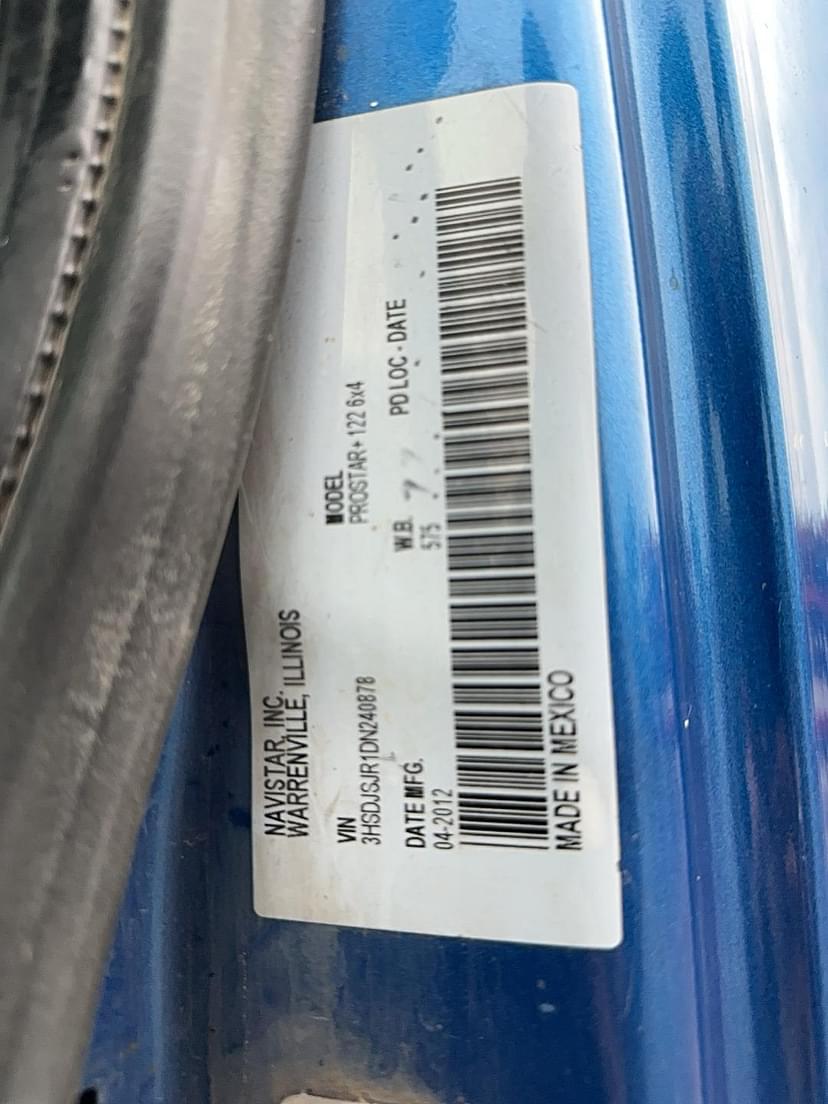 NAVISTAR, INC.
WARRENVILLE, ILLINOIS
VIN
3HSDJSJR1DN240878
MODEL
PROSTAR+ 122 6x4
DATE MFG.
04-2012
W.B.
575
PD LOC - DATE
MADE IN MEXICO